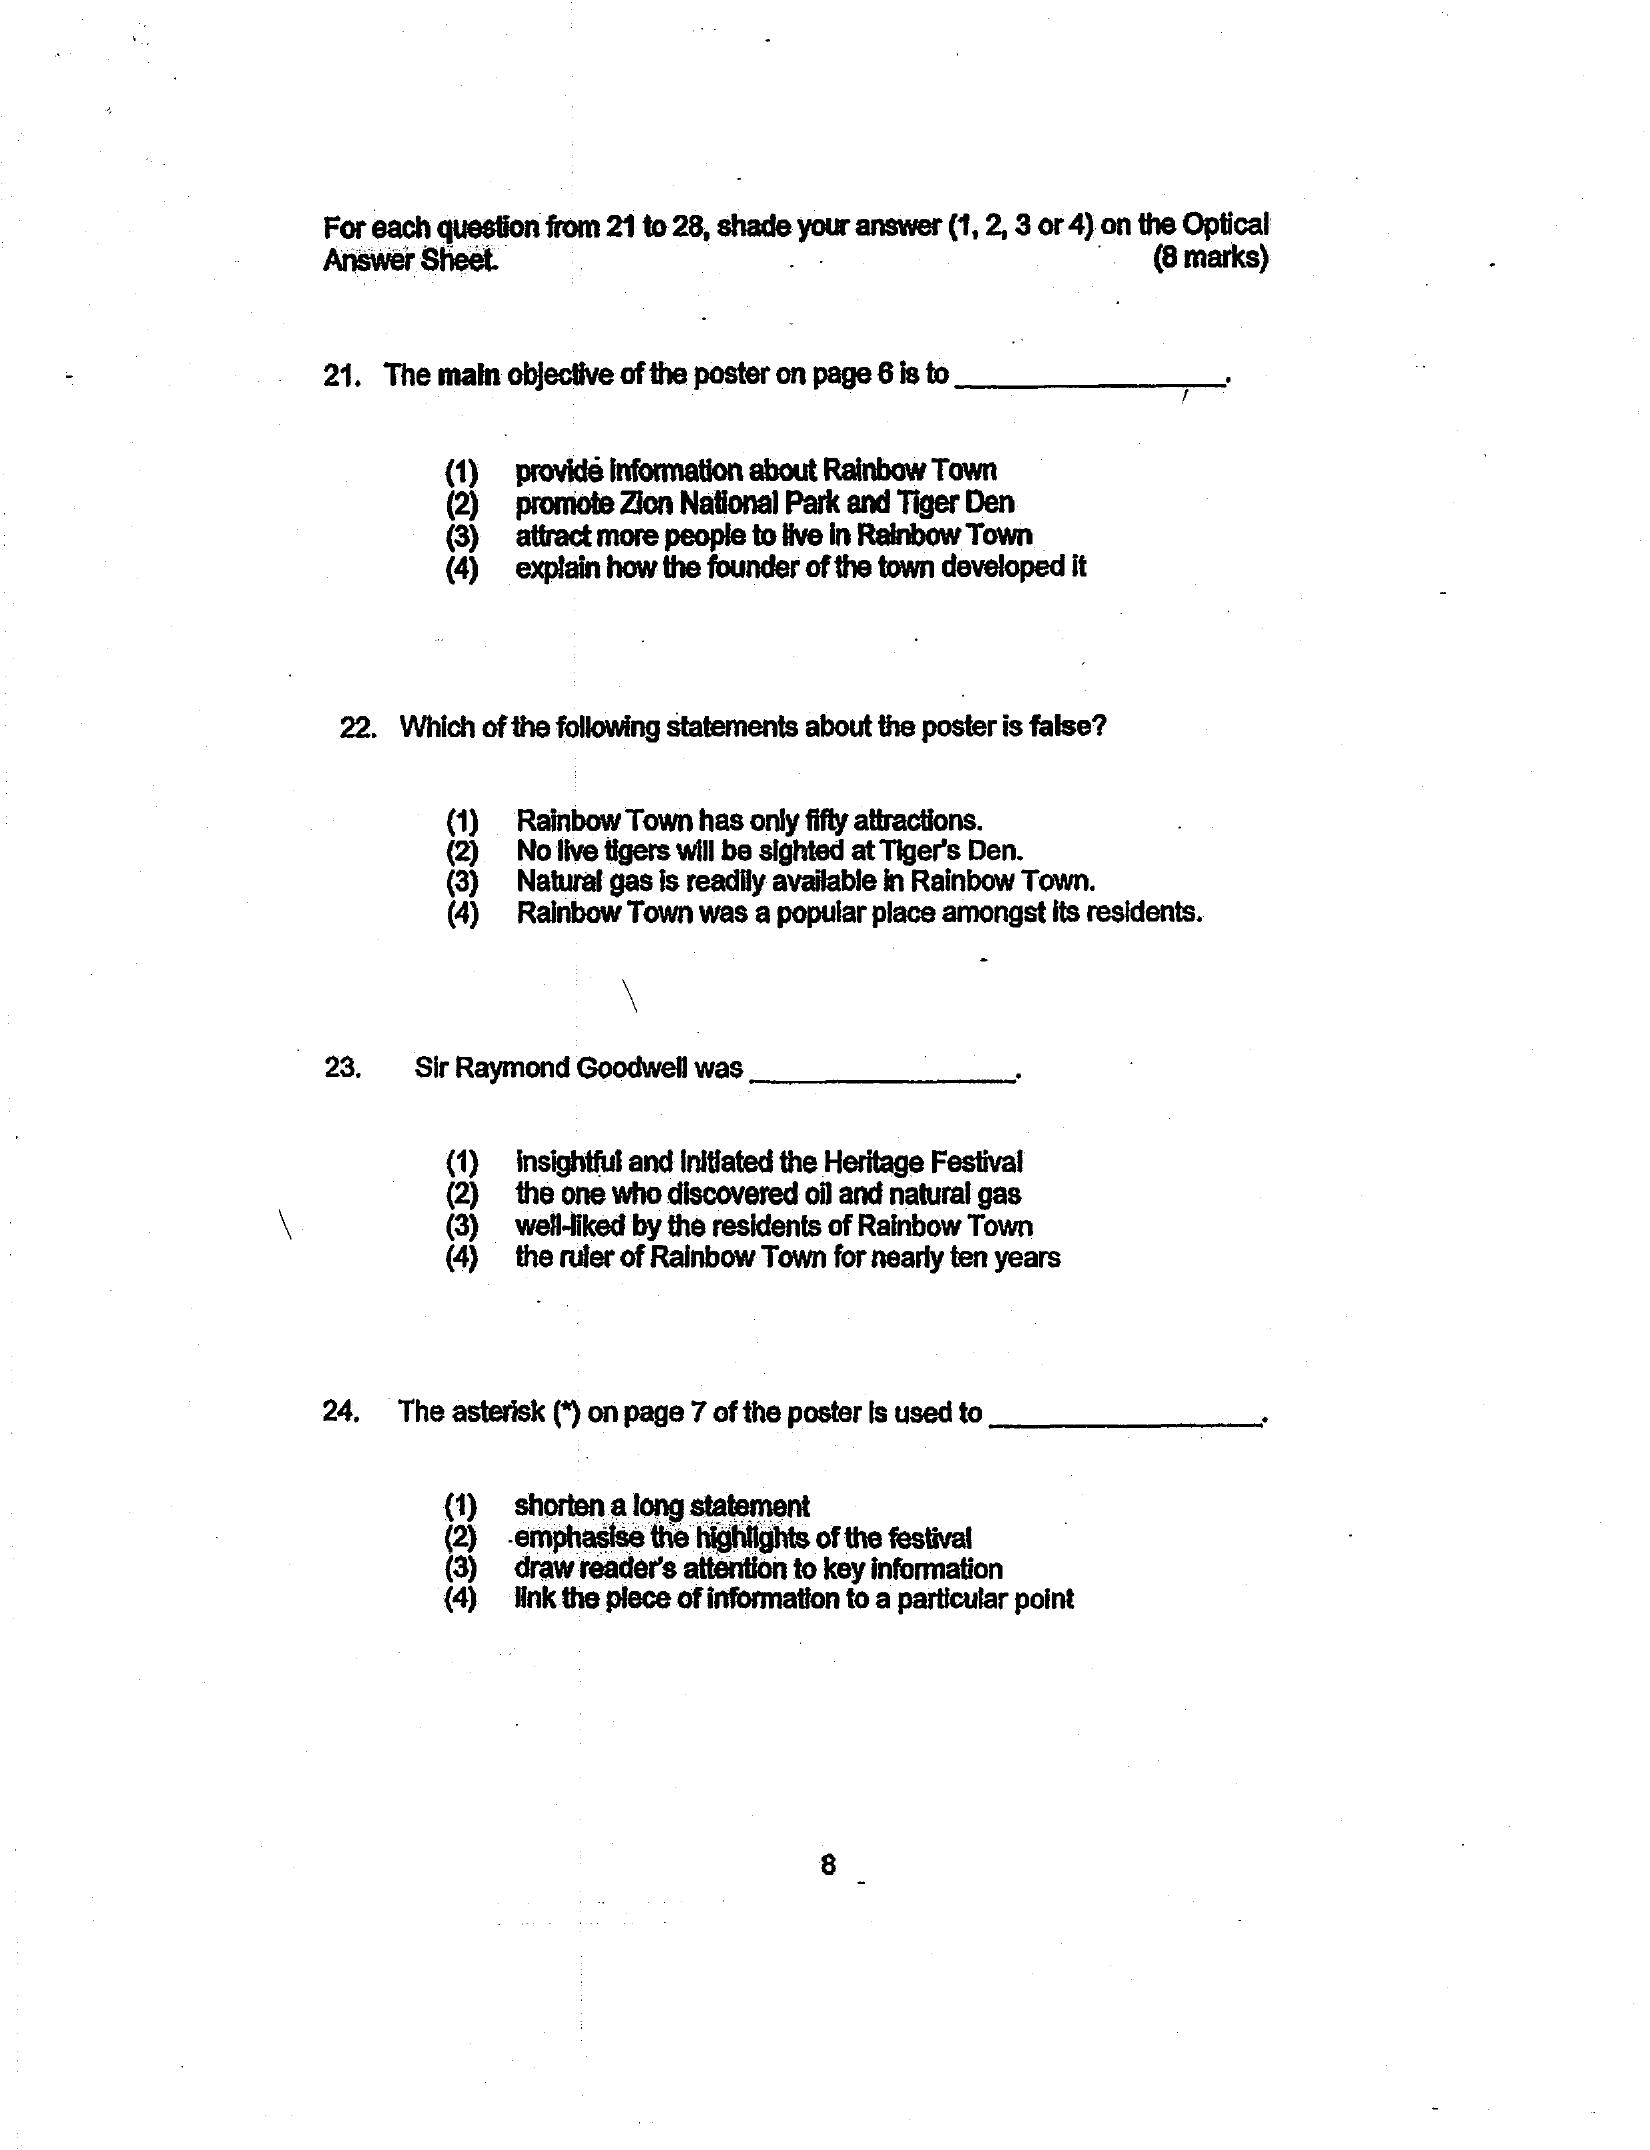 For each question from 21 to 28, shade your answer (1, 2, 3 or 4) on the Optical
Answer Sheet. (8 marks)
21. The main objective of the poster on page 6 is to ____________________.
(1) provide information about Rainbow Town
(2) promote Zion National Park and Tiger Den
(3) attract more people to live in Rainbow Town
(4) explain how the founder of the town developed it
22. Which of the following statements about the poster is false?
(1) Rainbow Town has only fifty attractions.
(2) No live tigers will be sighted at Tiger's Den.
(3) Natural gas is readily available in Rainbow Town.
(4) Rainbow Town was a popular place amongst its residents.
23. Sir Raymond Goodwell was ____________________.
(1) insightful and initiated the Heritage Festival
(2) the one who discovered oil and natural gas
(3) well-liked by the residents of Rainbow Town
(4) the ruler of Rainbow Town for nearly ten years
24. The asterisk (*) on page 7 of the poster is used to ____________________.
(1) shorten a long statement
(2) emphasise the highlights of the festival
(3) draw reader's attention to key information
(4) link the piece of information to a particular point
8